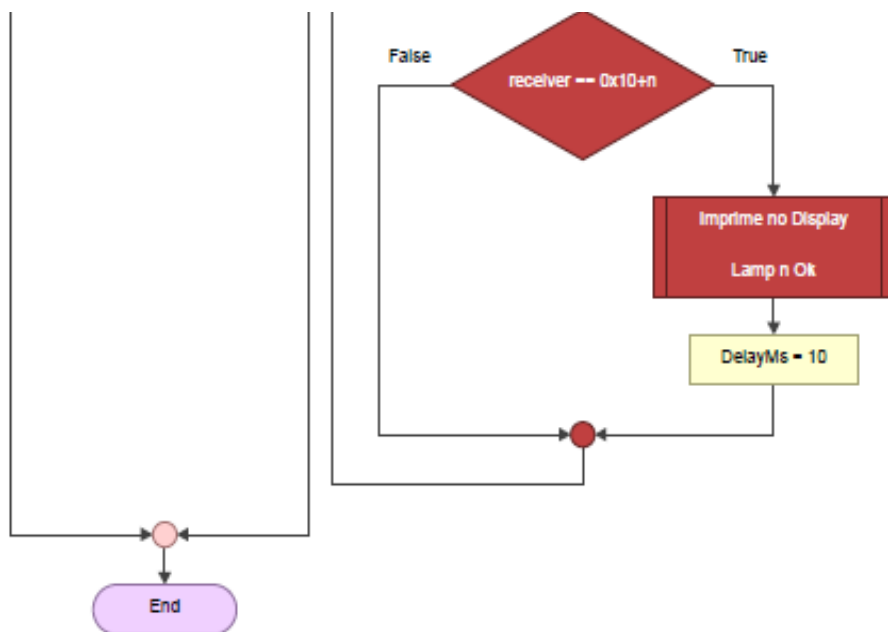 False
True
receiver == 0x10+n
Imprime no Display
Lamp n Ok
DelayMs = 10
End